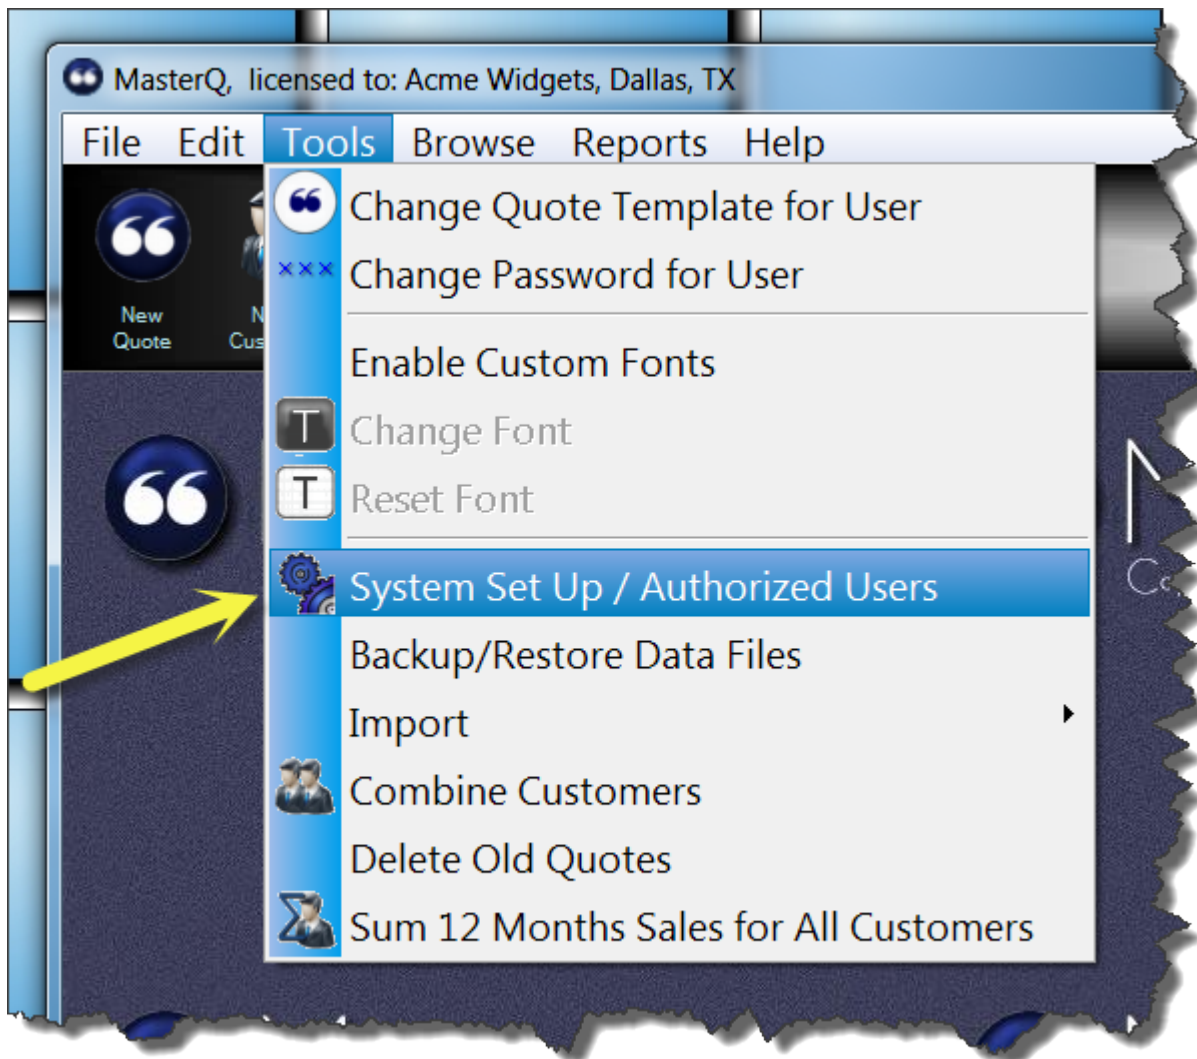 MasterQ, licensed to: Acme Widgets, Dallas, TX
File Edit Tools Browse Reports Help
Change Quote Template for User
××× Change Password for User
New
Quote
Enable Custom Fonts
T Change Font
T Reset Font
System Set Up / Authorized Users
Backup/Restore Data Files
Import
Combine Customers
Delete Old Quotes
Sum 12 Months Sales for All Customers